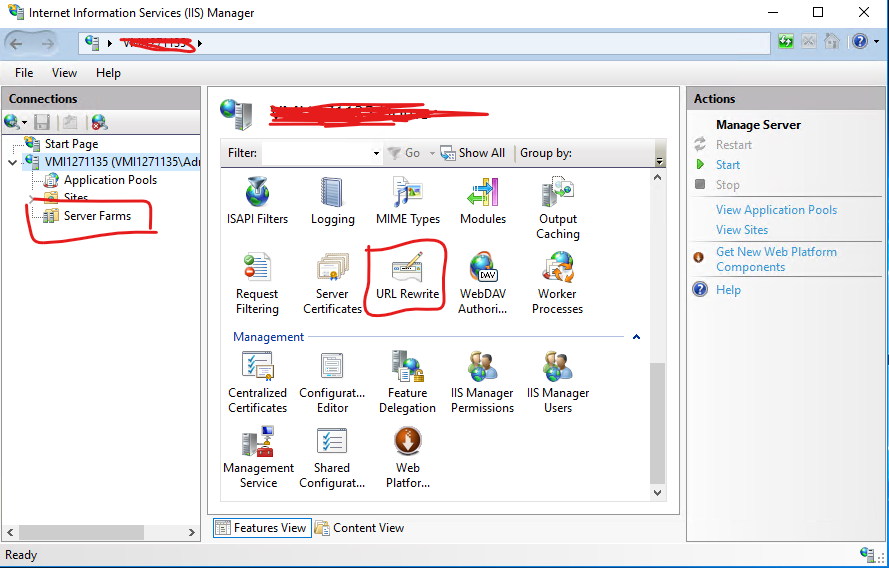 Internet Information Services (IIS) Manager
File View Help
Connections
Start Page
VMI1271135 (VMI1271135\Adr
Application Pools
Sites
Server Farms
Filter: Go Show All Group by:
ISAPI Filters Logging MIME Types Modules Output
Caching
Request
Filtering Server
Certificates URL Rewrite WebDAV
Authori... Worker
Processes
Management
Centralized
Certificates Configurat...
Editor Feature
Delegation IIS Manager
Permissions IIS Manager
Users
Management
Service Shared
Configurat... Web
Platfor...
Features View Content View
Actions
Manage Server
Restart
Start
Stop
View Application Pools
View Sites
Get New Web Platform
Components
Help
Ready